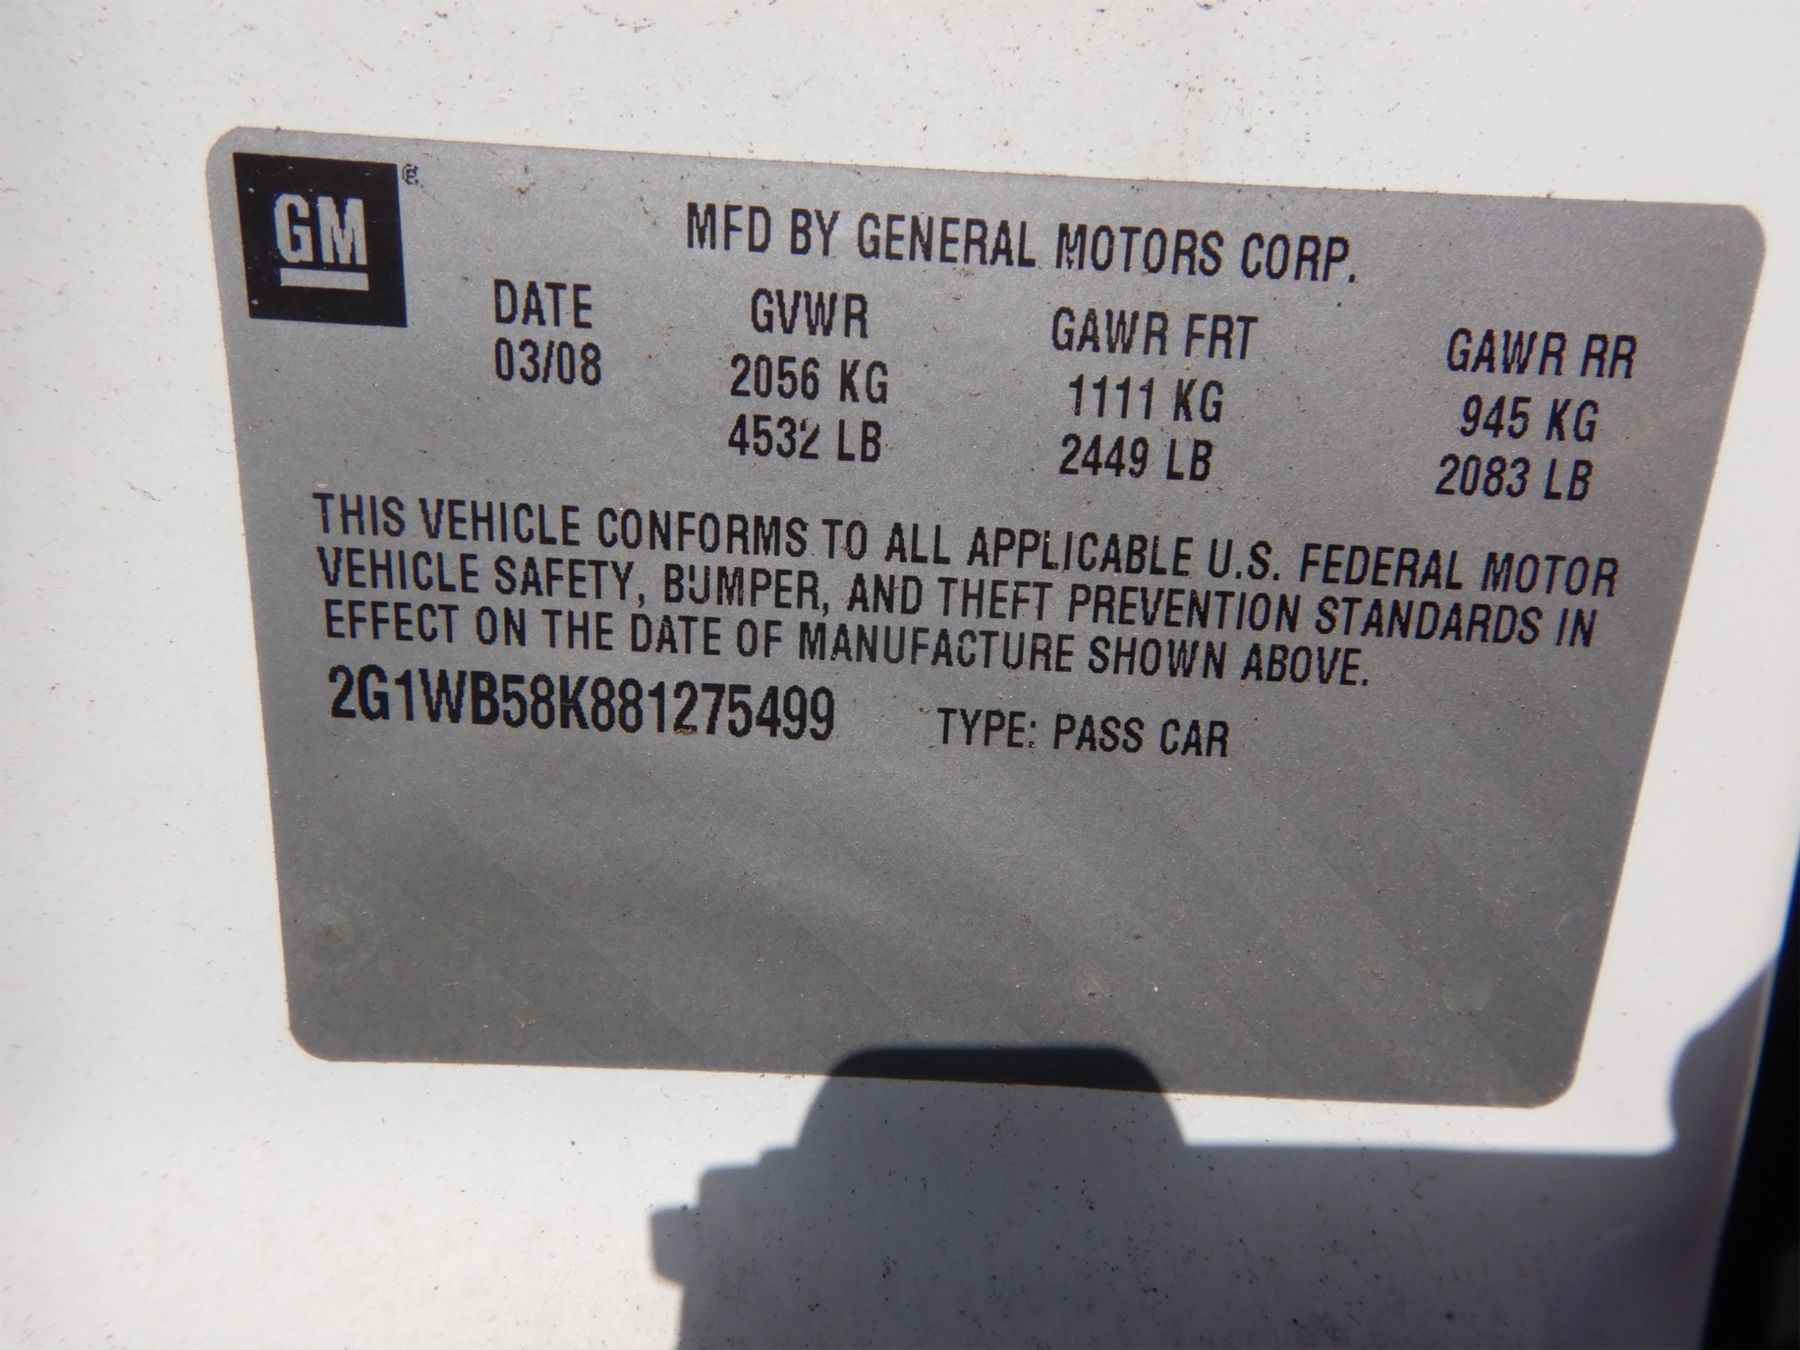 GM ®
MFD BY GENERAL MOTORS CORP.
DATE GVWR GAWR FRT GAWR RR
03/08 2056 KG 1111 KG 945 KG
4532 LB 2449 LB 2083 LB
THIS VEHICLE CONFORMS TO ALL APPLICABLE U.S. FEDERAL MOTOR
VEHICLE SAFETY, BUMPER, AND THEFT PREVENTION STANDARDS IN
EFFECT ON THE DATE OF MANUFACTURE SHOWN ABOVE.
2G1WB58K881275499 TYPE: PASS CAR